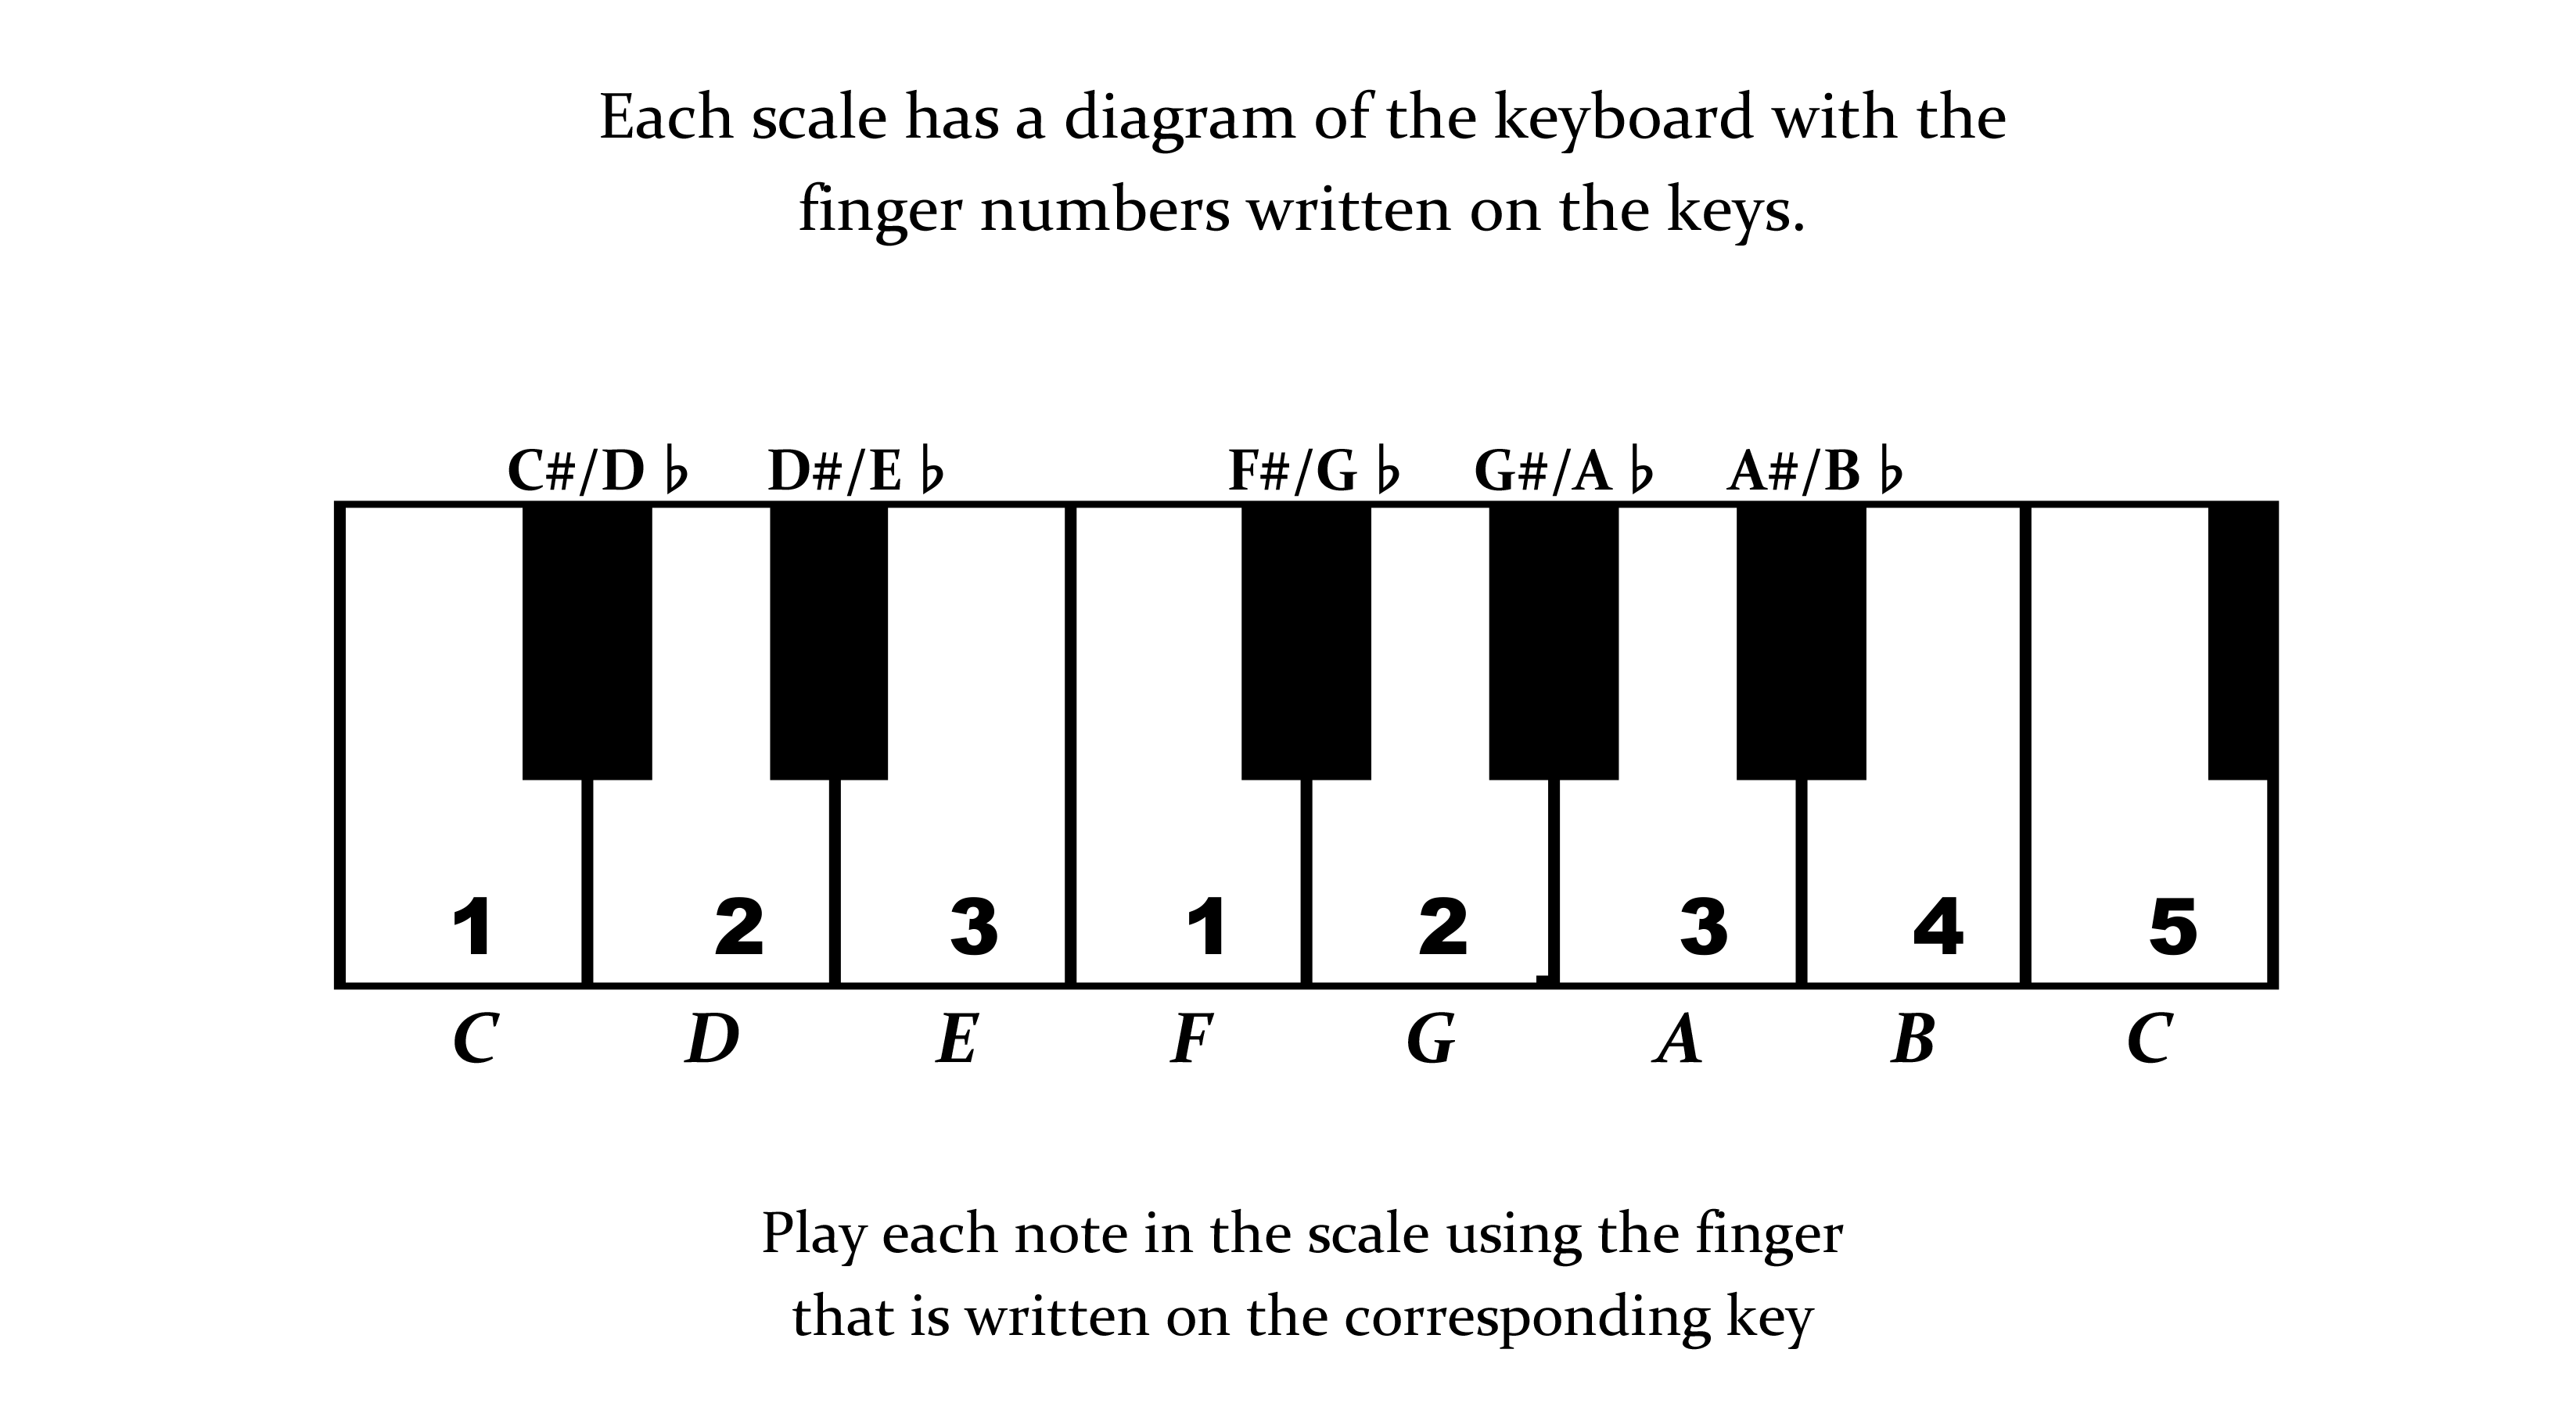 Each scale has a diagram of the keyboard with the
finger numbers written on the keys.
C#/D ♭ D#/E ♭ F#/G ♭ G#/A ♭ A#/B ♭
1 2 3 1 2 3 4 5
C D E F G A B C
Play each note in the scale using the finger
that is written on the corresponding key